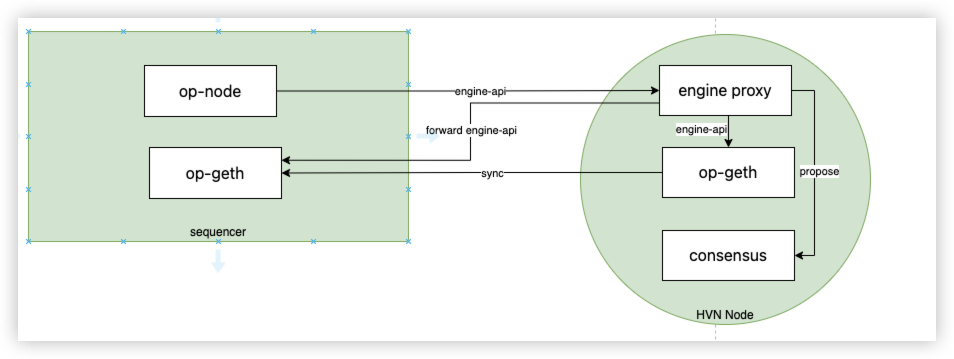 op-node
engine-api
engine proxy
forward engine-api
engine-api
op-geth
sync
op-geth
propose
sequencer
consensus
HVN Node